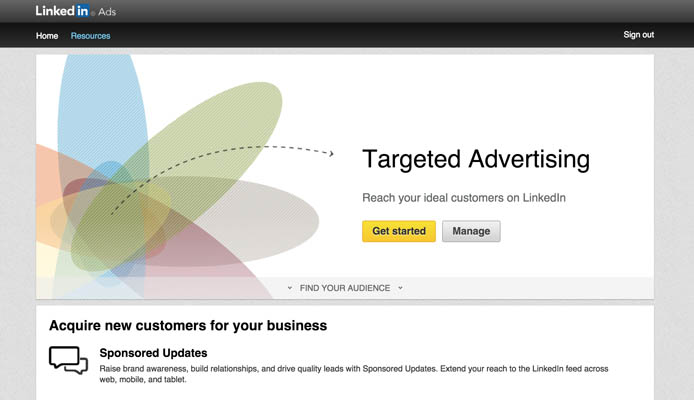 Linked in® Ads
Home Resources Sign out
Targeted Advertising
Reach your ideal customers on LinkedIn
Get started Manage
FIND YOUR AUDIENCE
Acquire new customers for your business
Sponsored Updates
Raise brand awareness, build relationships, and drive quality leads with Sponsored Updates. Extend your reach to the LinkedIn feed across
web, mobile, and tablet.